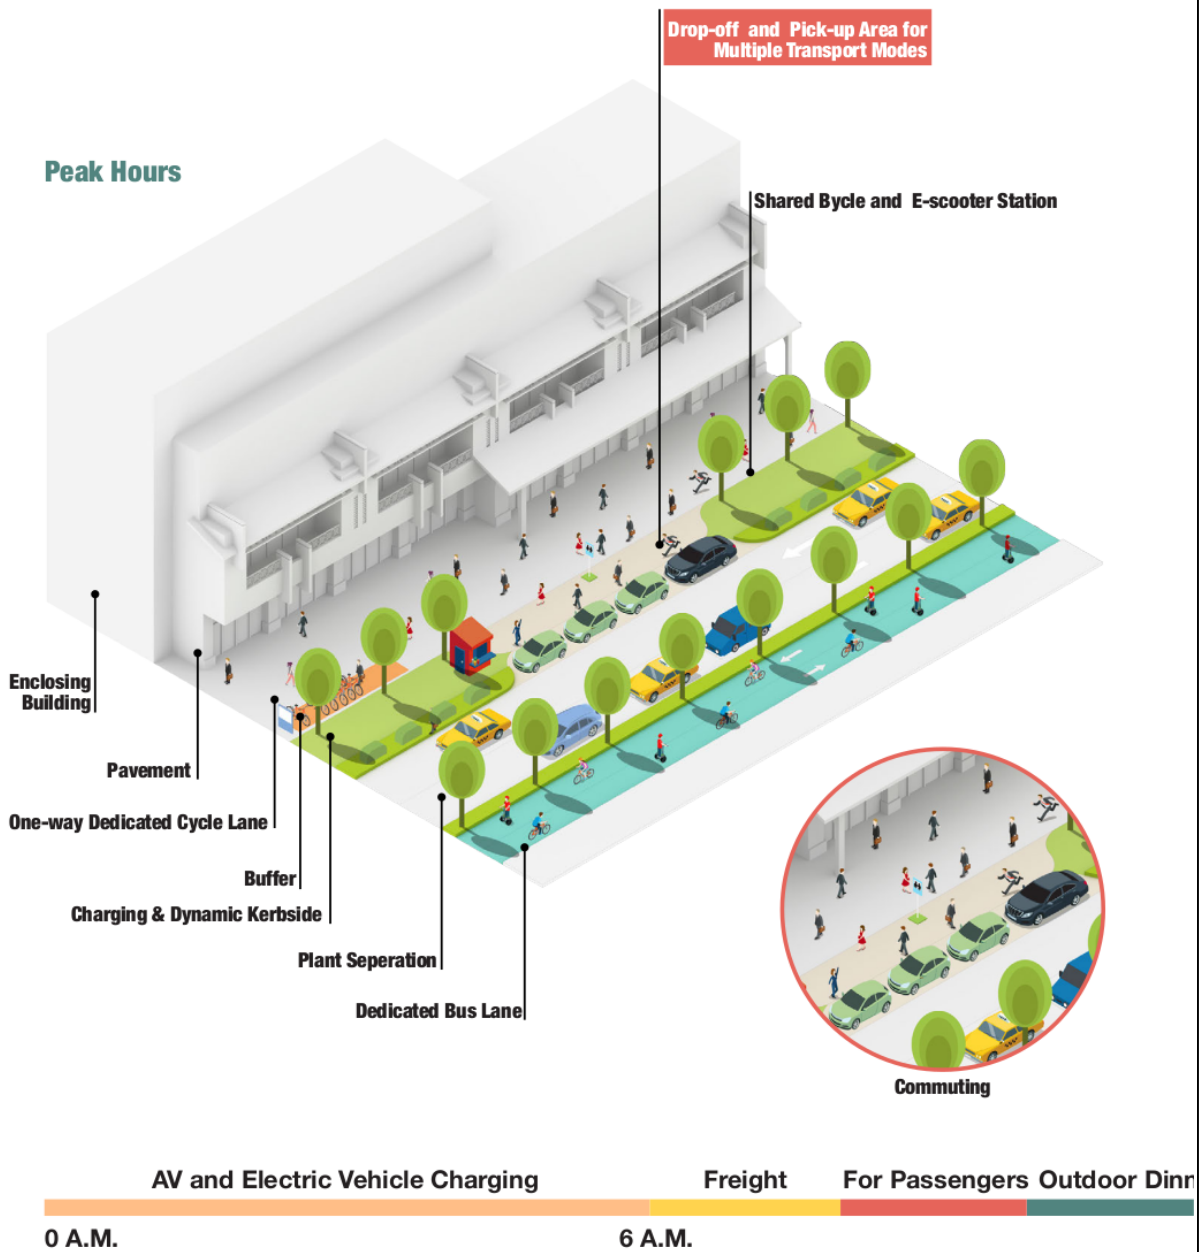 Drop-off and Pick-up Area for
Multiple Transport Modes
Peak Hours
Shared Bycle and E-scooter Station
Enclosing
Building
Pavement
One-way Dedicated Cycle Lane
Buffer
Charging & Dynamic Kerbside
Plant Seperation
Dedicated Bus Lane
Commuting
AV and Electric Vehicle Charging
Freight
For Passengers
Outdoor Dinn
0 A.M.
6 A.M.